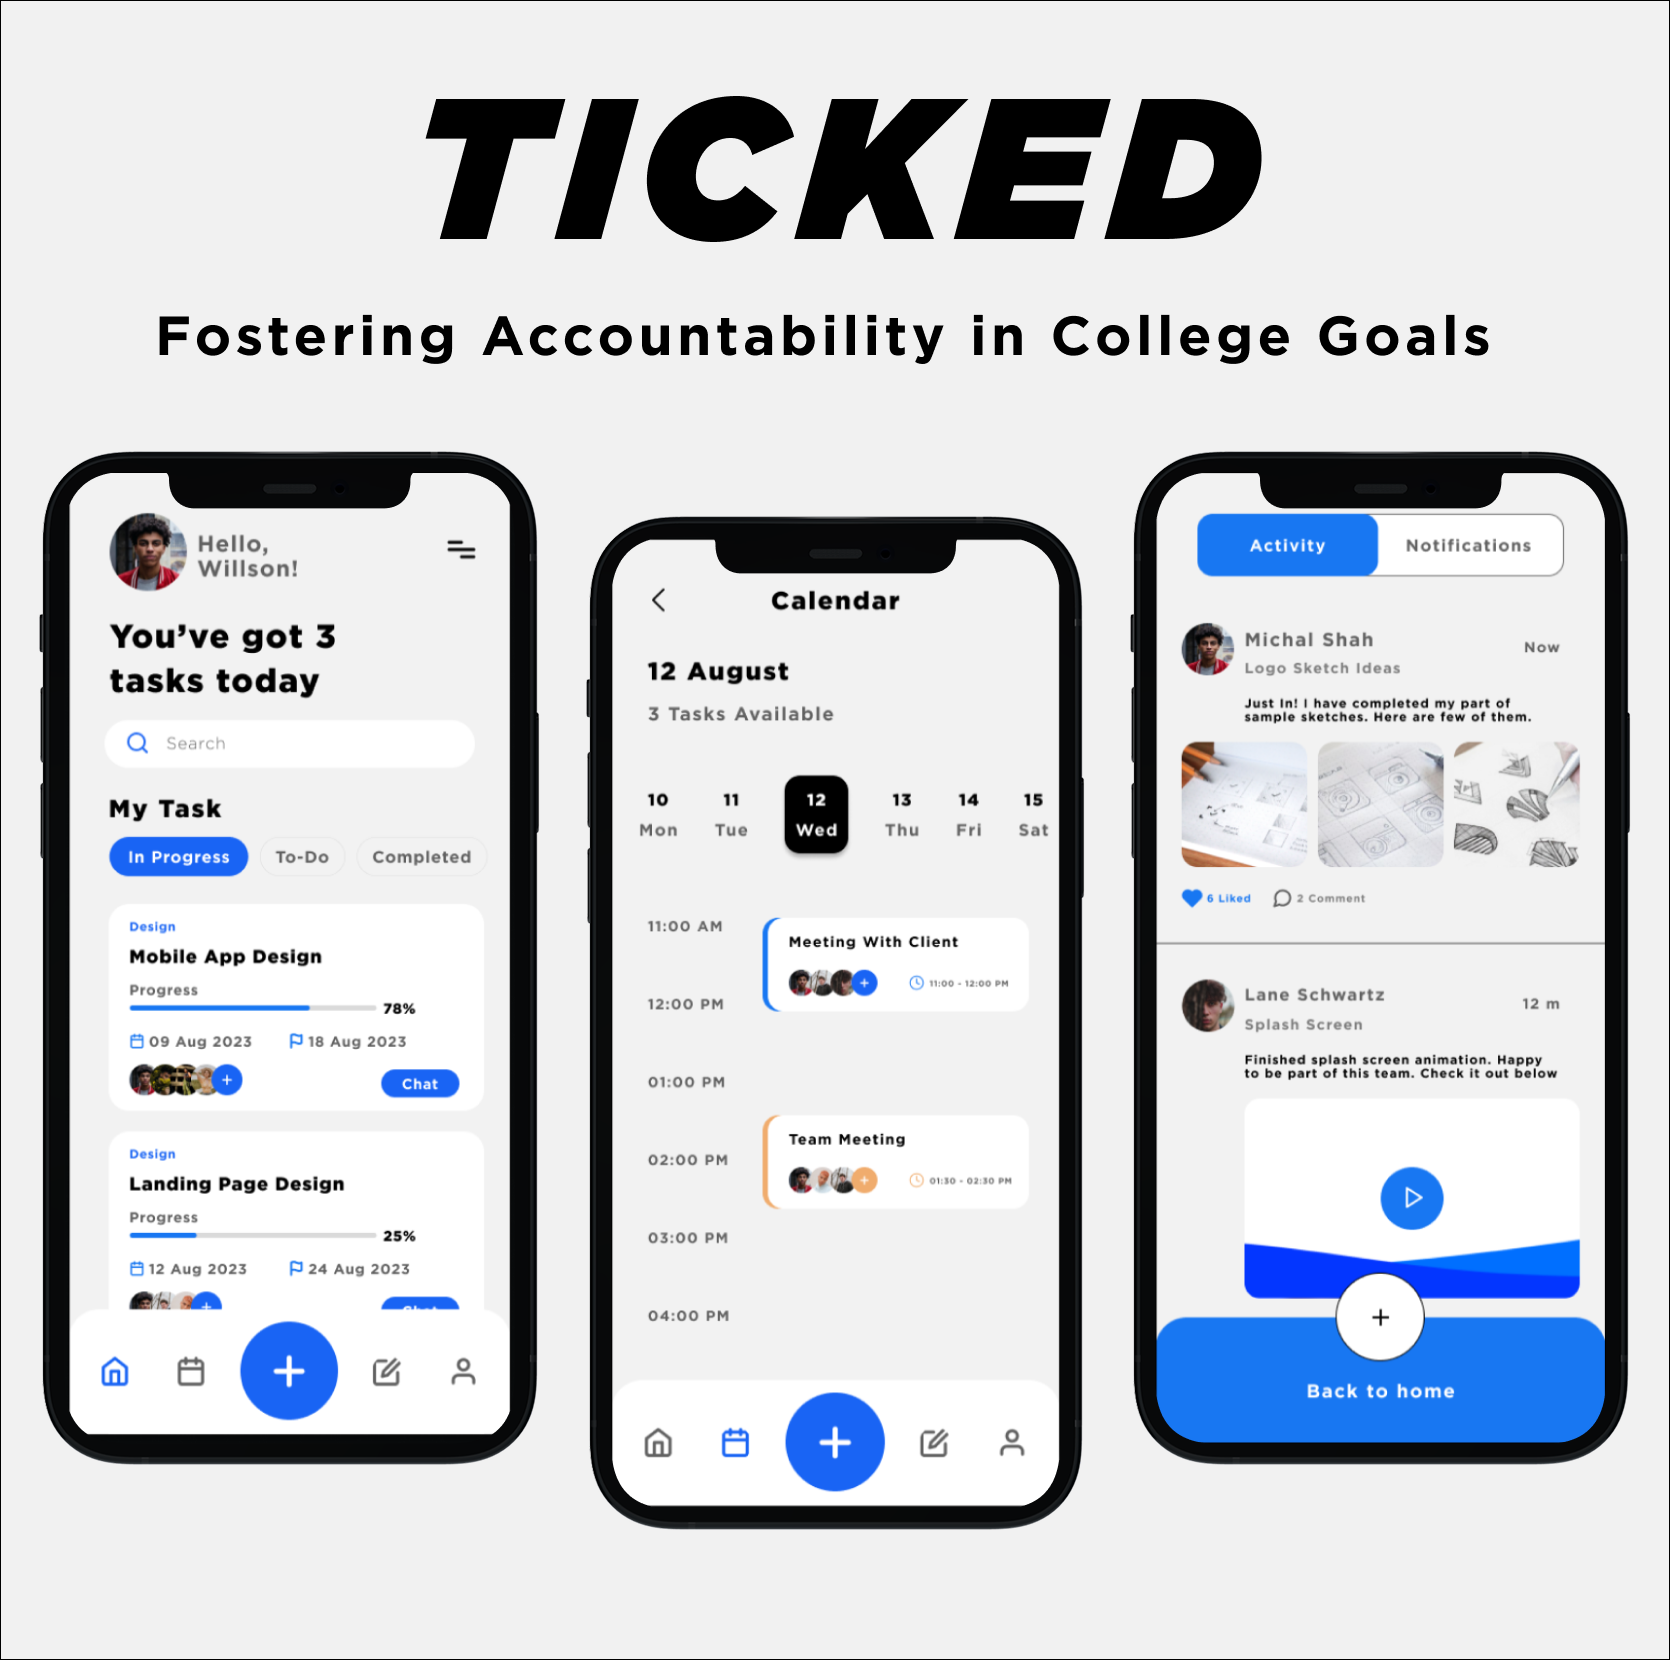 TICKED
Fostering Accountability in College Goals
Hello,
Willson!
You’ve got 3
tasks today
Search
My Task
In Progress
To-Do
Completed
Design
Mobile App Design
Progress
78%
09 Aug 2023
18 Aug 2023
+
Chat
Design
Landing Page Design
Progress
25%
12 Aug 2023
24 Aug 2023
+
Chat
+
Calendar
12 August
3 Tasks Available
10 11 12 13 14 15
Mon Tue Wed Thu Fri Sat
11:00 AM
Meeting With Client
+
11:00 - 12:00 PM
12:00 PM
01:00 PM
Team Meeting
02:00 PM
+
01:30 - 02:30 PM
03:00 PM
04:00 PM
+
Activity
Notifications
Michal Shah
Now
Logo Sketch Ideas
Just In! I have completed my part of
sample sketches. Here are few of them.
6 Liked
2 Comment
Lane Schwartz
12 m
Splash Screen
Finished splash screen animation. Happy
to be part of this team. Check it out below
+
Back to home